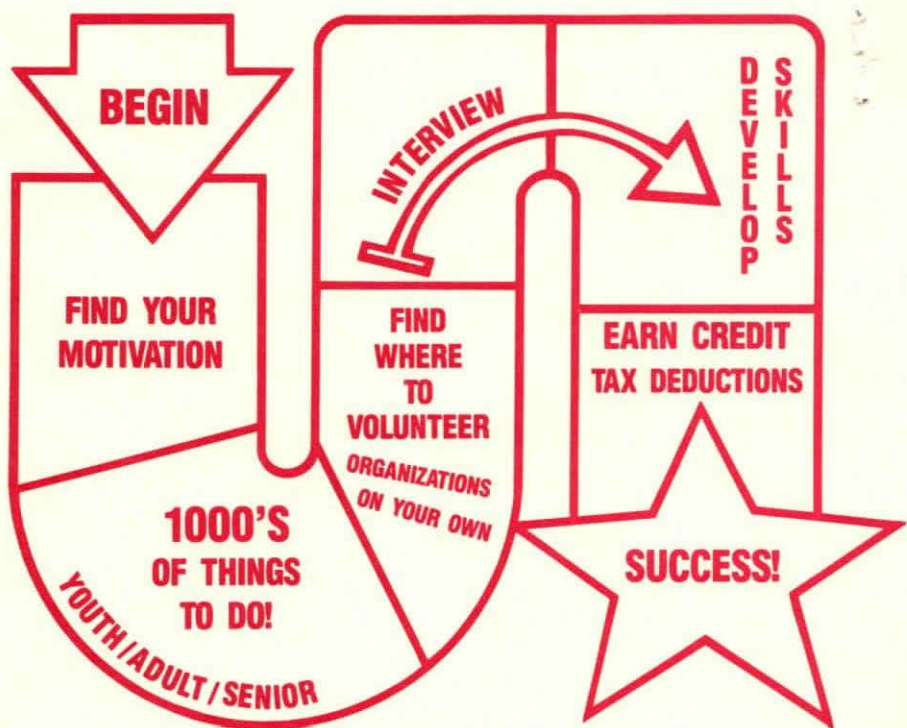 BEGIN
FIND YOUR
MOTIVATION
1000'S
OF THINGS
TO DO!
YOUTH/ADULT/SENIOR
FIND
WHERE
TO
VOLUNTEER
ORGANIZATIONS
ON YOUR OWN
INTERVIEW
DEVELOP
SKILLS
EARN CREDIT
TAX DEDUCTIONS
SUCCESS!